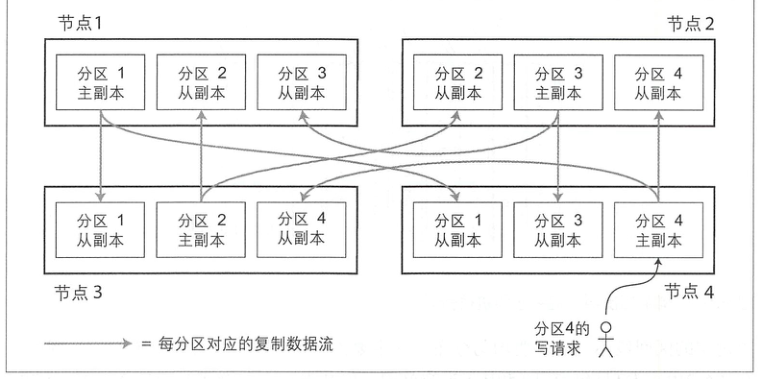 节点1
节点 2
分区 1
主副本
分区 2
从副本
分区 3
从副本
分区 2
从副本
分区 3
主副本
分区 4
从副本
分区 1
从副本
分区 2
主副本
分区 4
从副本
分区 1
从副本
分区 3
从副本
分区 4
主副本
节点 3
节点 4
= 每分区对应的复制数据流
分区4的
写请求